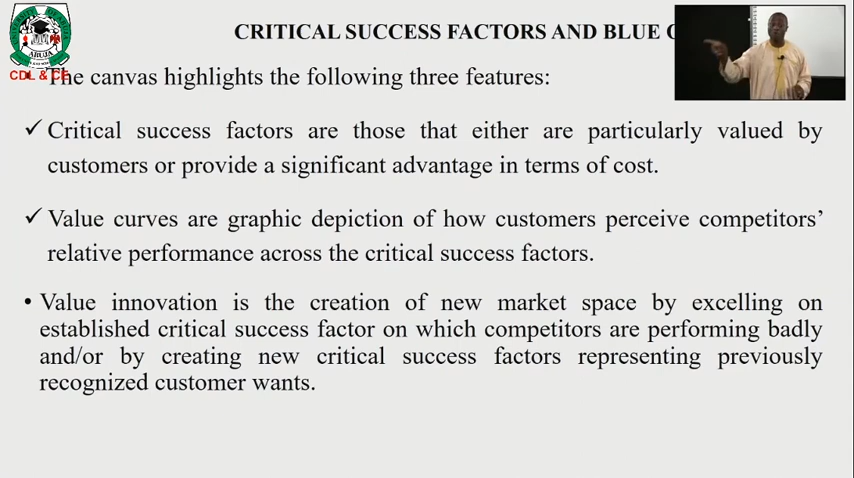 CRITICAL SUCCESS FACTORS AND BLUE
ABUJA
CDL & CE
The canvas highlights the following three features:
✓ Critical success factors are those that either are particularly valued by
customers or provide a significant advantage in terms of cost.
✓ Value curves are graphic depiction of how customers perceive competitors’
relative performance across the critical success factors.
• Value innovation is the creation of new market space by excelling on
established critical success factor on which competitors are performing badly
and/or by creating new critical success factors representing previously
recognized customer wants.